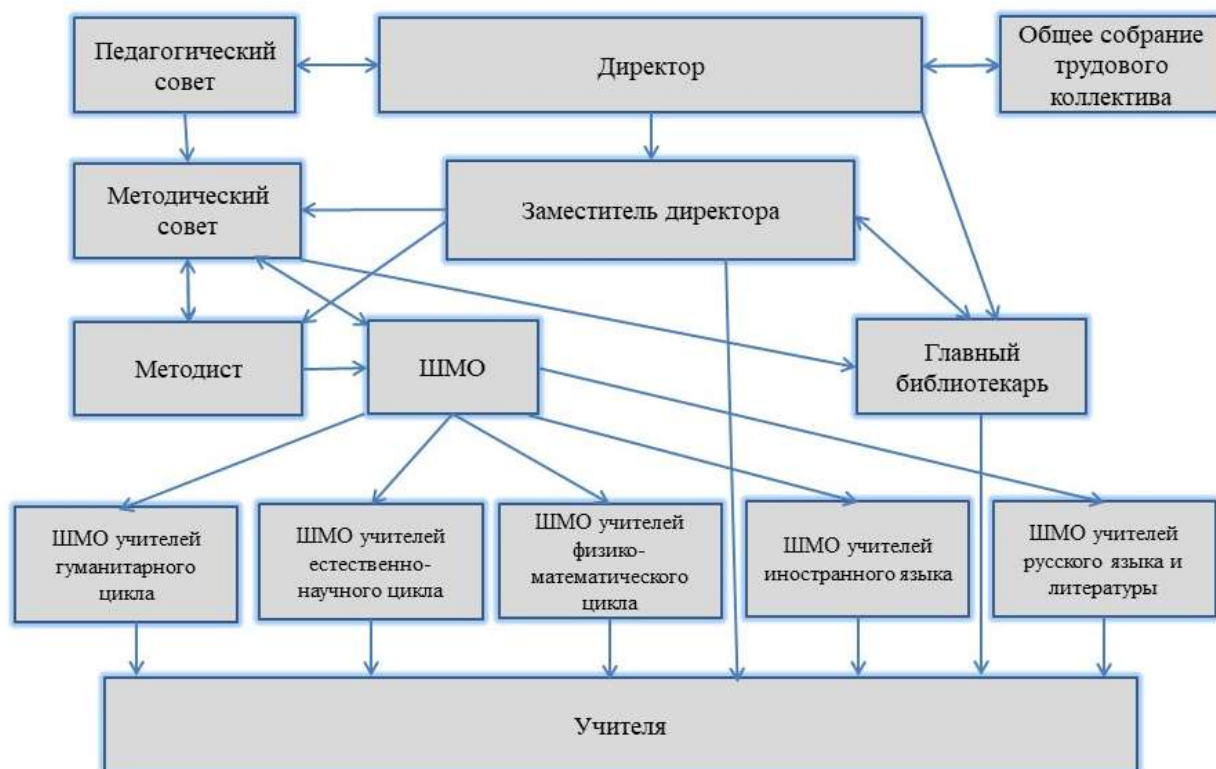 Педагогический
совет
Директор
Общее собрание
трудового
коллектива
Методический
совет
Заместитель директора
Методист
ШМО
Главный
библиотекарь
ШМО учителей
гуманитарного
цикла
ШМО учителей
естественно-
научного цикла
ШМО учителей
физико-
математического
цикла
ШМО учителей
иностранного языка
ШМО учителей
русского языка и
литературы
Учителя